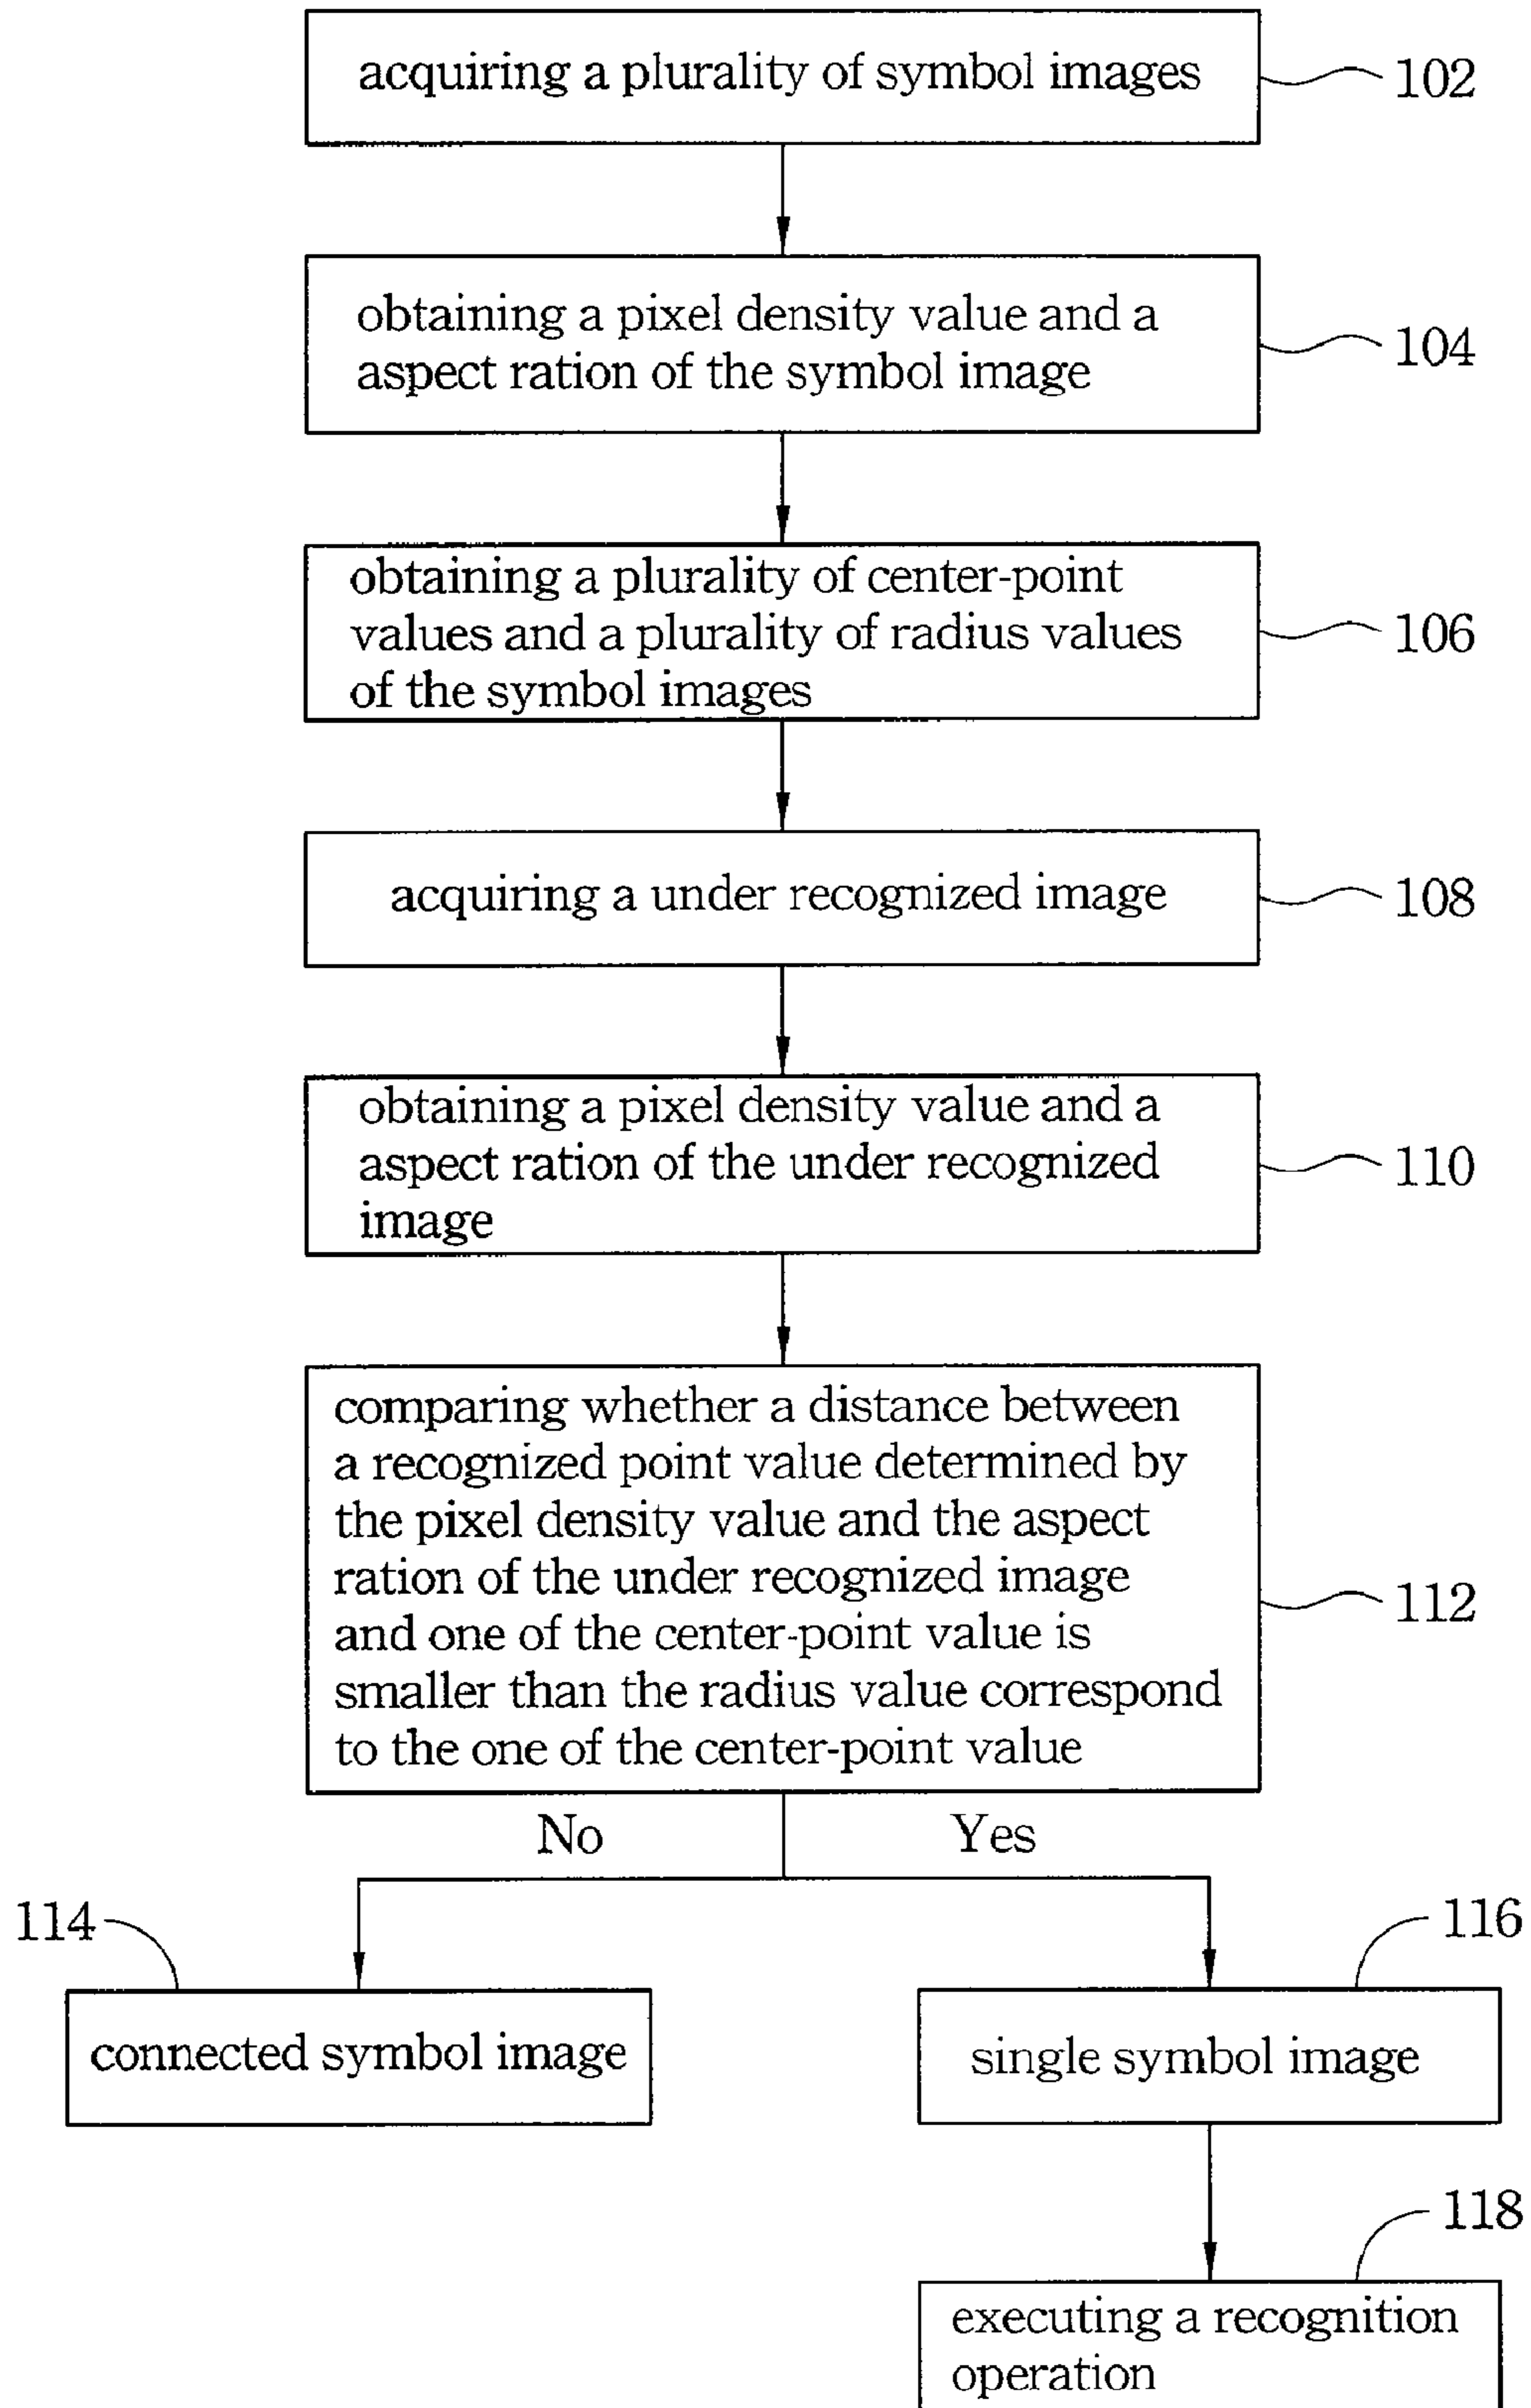 acquiring a plurality of symbol images
102
obtaining a pixel density value and a
aspect ration of the symbol image
104
obtaining a plurality of center-point
values and a plurality of radius values
of the symbol images
106
acquiring a under recognized image
108
obtaining a pixel density value and a
aspect ration of the under recognized
image
110
comparing whether a distance between
a recognized point value determined by
the pixel density value and the aspect
ration of the under recognized image
and one of the center-point value is
smaller than the radius value correspond
to the one of the center-point value
112
No
Yes
114
connected symbol image
116
single symbol image
118
executing a recognition
operation